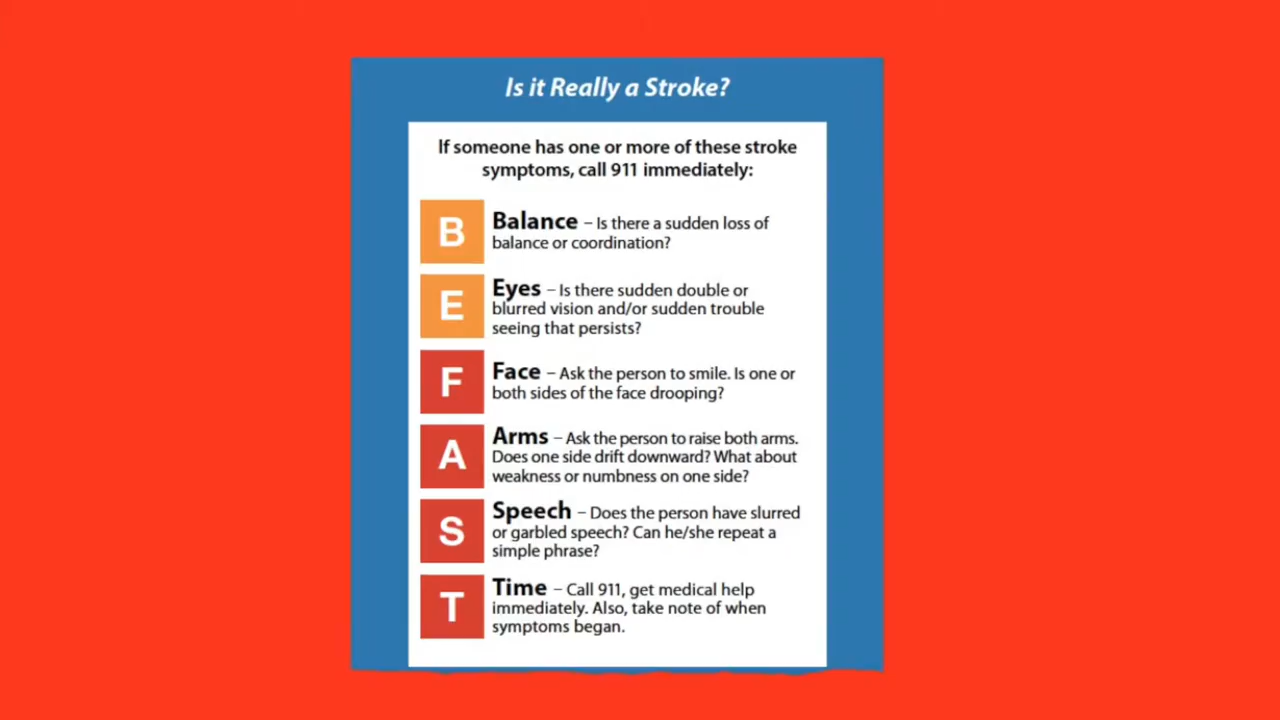 Is it Really a Stroke?
If someone has one or more of these stroke
symptoms, call 911 immediately:
B
Balance – Is there a sudden loss of
balance or coordination?
E
Eyes – Is there sudden double or
blurred vision and/or sudden trouble
seeing that persists?
F
Face – Ask the person to smile. Is one or
both sides of the face drooping?
A
Arms – Ask the person to raise both arms.
Does one side drift downward? What about
weakness or numbness on one side?
S
Speech – Does the person have slurred
or garbled speech? Can he/she repeat a
simple phrase?
T
Time – Call 911, get medical help
immediately. Also, take note of when
symptoms began.